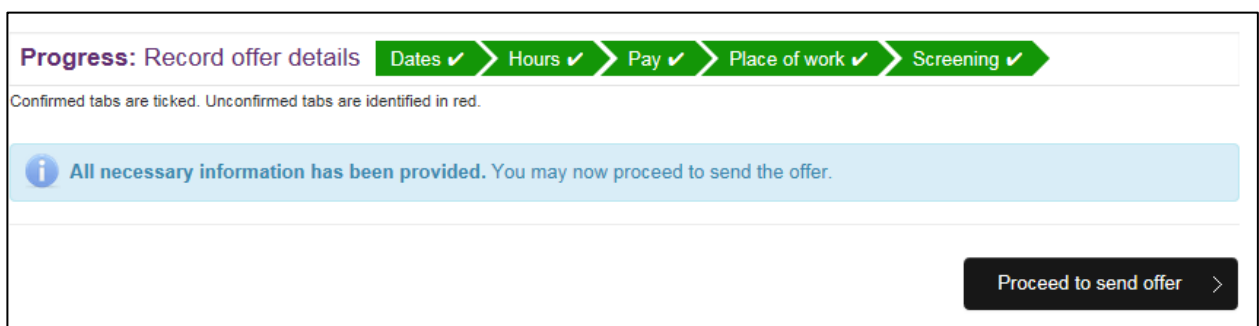 Progress: Record offer details Dates ✔ Hours ✔ Pay ✔ Place of work ✔ Screening ✔
Confirmed tabs are ticked. Unconfirmed tabs are identified in red.
i All necessary information has been provided. You may now proceed to send the offer.
Proceed to send offer >